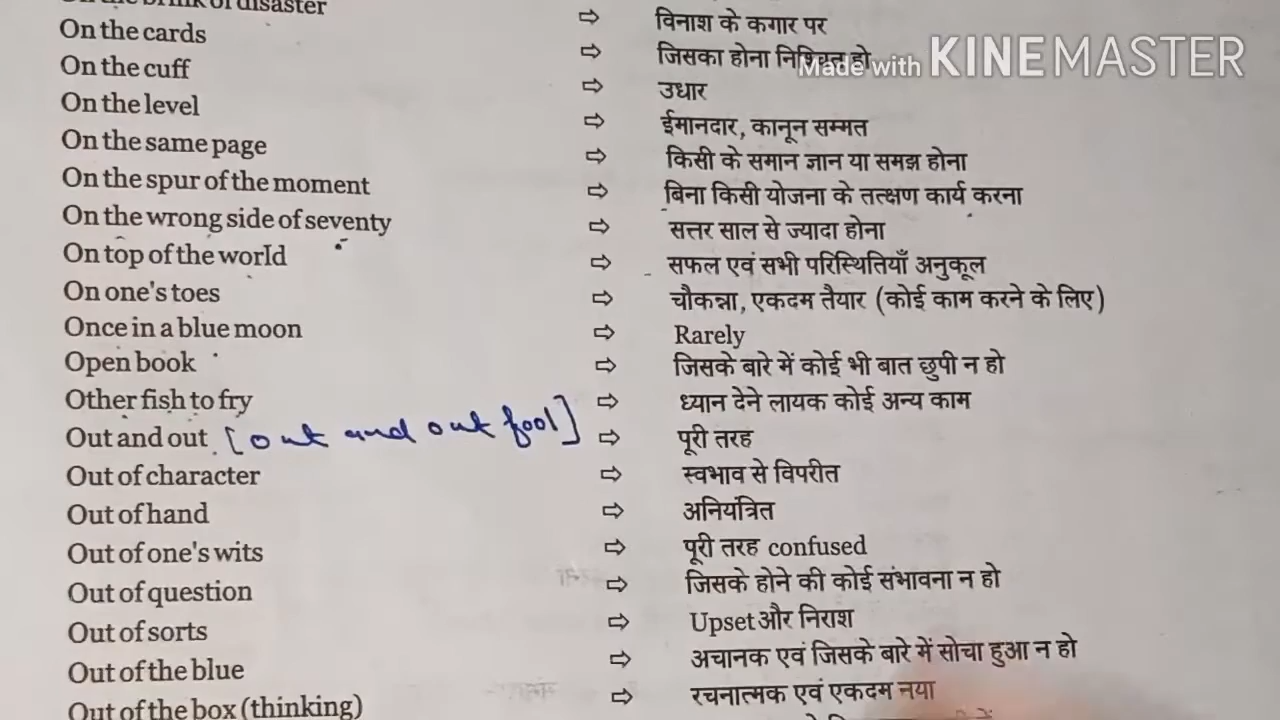 On the brink of disaster ⇨ विनाश के कगार पर
On the cards ⇨ जिसका होना निश्चित हो
Made with KINEMASTER
On the cuff ⇨ उधार
On the level ⇨ ईमानदार, कानून सम्मत
On the same page ⇨ किसी के समान ज्ञान या समझ होना
On the spur of the moment ⇨ बिना किसी योजना के तत्क्षण कार्य करना
On the wrong side of seventy ⇨ सत्तर साल से ज्यादा होना
On top of the world ⇨ सफल एवं सभी परिस्थितियाँ अनुकूल
On one's toes ⇨ चौकन्ना, एकदम तैयार (कोई काम करने के लिए)
Once in a blue moon ⇨ Rarely
Open book ⇨ जिसके बारे में कोई भी बात छुपी न हो
Other fish to fry ⇨ ध्यान देने लायक कोई अन्य काम
Out and out [out and out fool] ⇨ पूरी तरह
Out of character ⇨ स्वभाव से विपरीत
Out of hand ⇨ अनियंत्रित
Out of one's wits ⇨ पूरी तरह confused
Out of question ⇨ जिसके होने की कोई संभावना न हो
Out of sorts ⇨ Upset और निराश
Out of the blue ⇨ अचानक एवं जिसके बारे में सोचा हुआ न हो
Out of the box (thinking) ⇨ रचनात्मक एवं एकदम नया